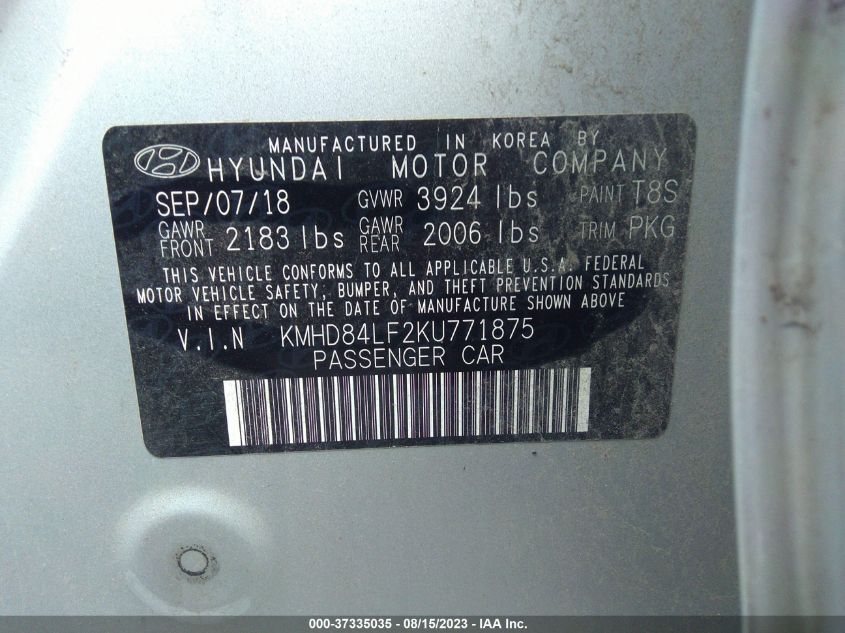 MANUFACTURED IN KOREA BY
HYUNDAI MOTOR COMPANY
SEP/07/18 GVWR 3924 lbs PAINT T8S
GAWR FRONT 2183 lbs GAWR REAR 2006 lbs TRIM PKG
THIS VEHICLE CONFORMS TO ALL APPLICABLE U.S.A. FEDERAL
MOTOR VEHICLE SAFETY, BUMPER, AND THEFT PREVENTION STANDARDS
IN EFFECT ON THE DATE OF MANUFACTURE SHOWN ABOVE
V.I.N KMHD84LF2KU771875
PASSENGER CAR
000-37335035 - 08/15/2023 - IAA Inc.